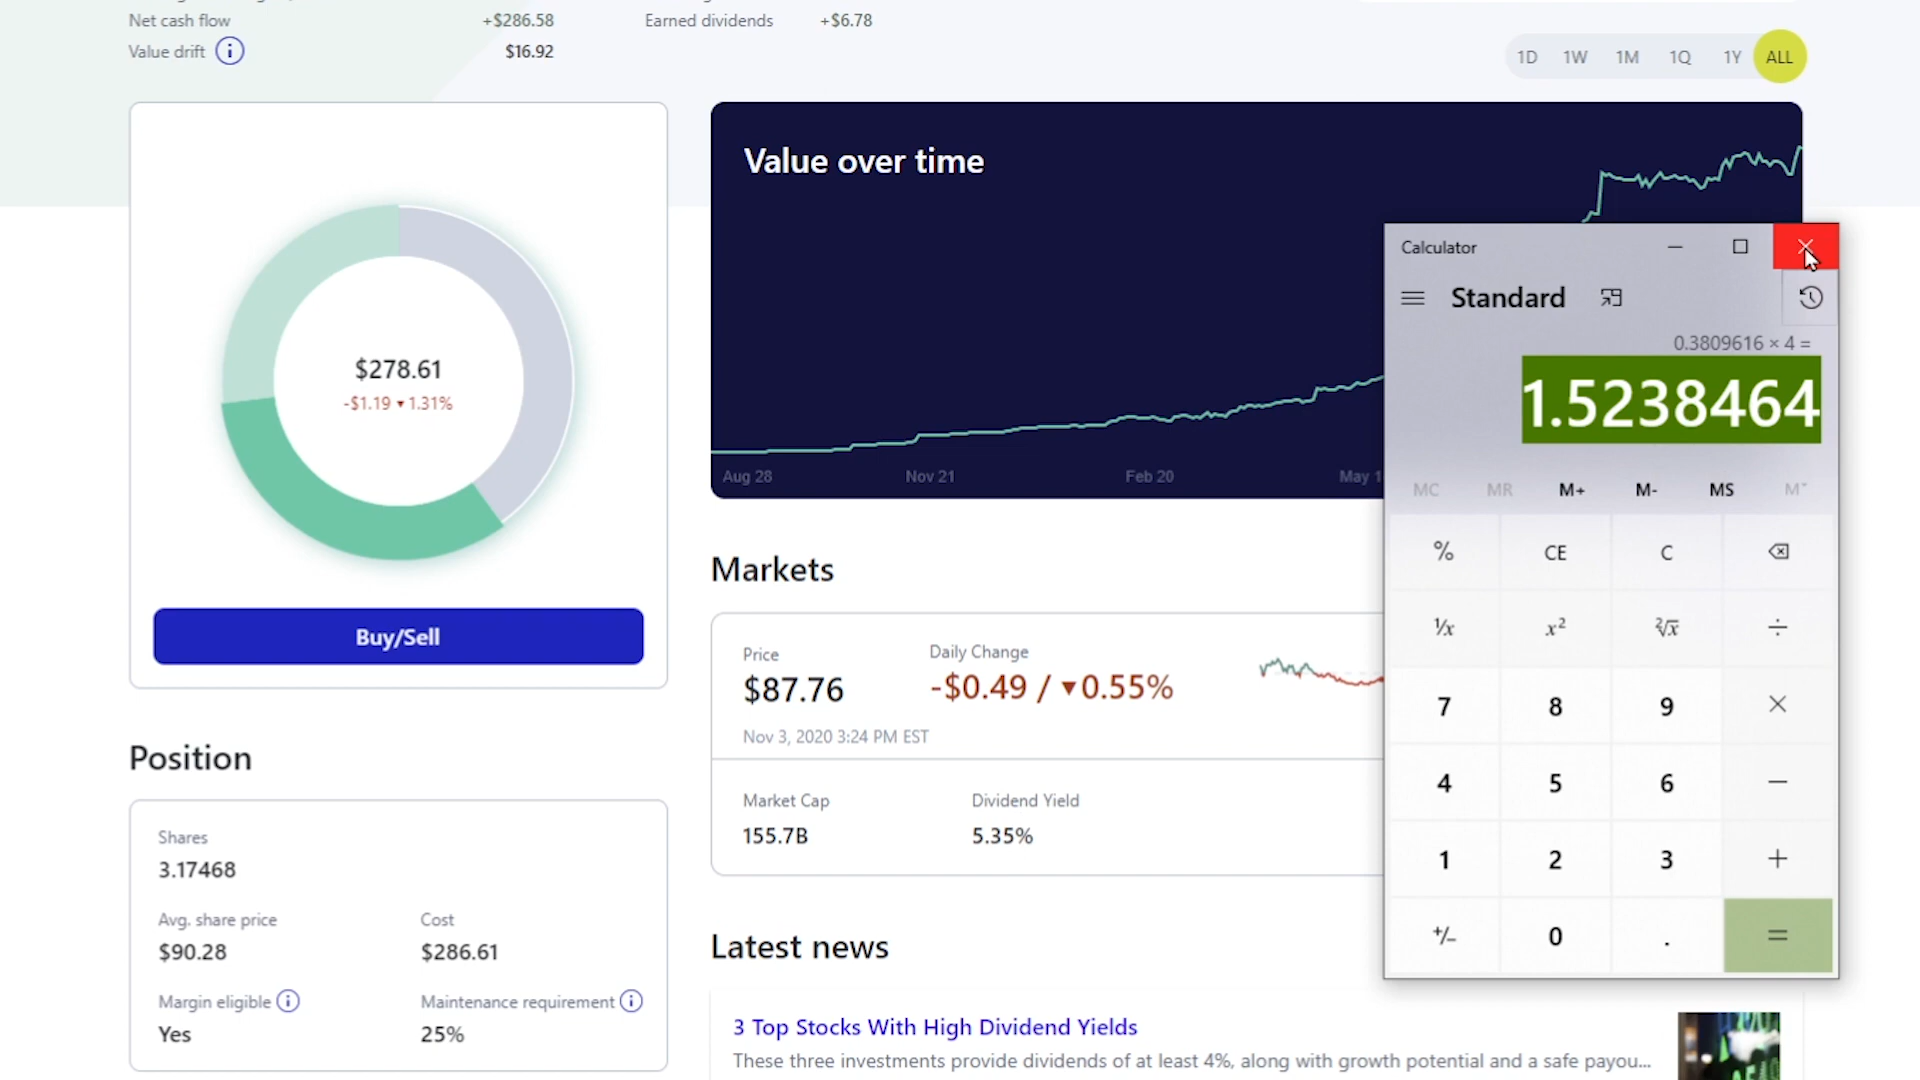 Net cash flow +$286.58 Earned dividends +$6.78
Value drift $16.92
1D 1W 1M 1Q 1Y ALL
$278.61
-$1.19 ▾ 1.31%
Buy/Sell
Value over time
Aug 28 Nov 21 Feb 20 May 1
Markets
Price
$87.76
Daily Change
-$0.49 / ▾0.55%
Nov 3, 2020 3:24 PM EST
Market Cap
155.7B
Dividend Yield
5.35%
Position
Shares
3.17468
Avg. share price
$90.28
Cost
$286.61
Margin eligible
Yes
Maintenance requirement
25%
Latest news
3 Top Stocks With High Dividend Yields
These three investments provide dividends of at least 4%, along with growth potential and a safe payou...
Calculator
Standard
0.3809616 × 4 =
1.5238464
MC MR M+ M- MS M˅
% CE C
⅟x x² ²√x ÷
7 8 9 ×
4 5 6 −
1 2 3 +
+/− 0 . =